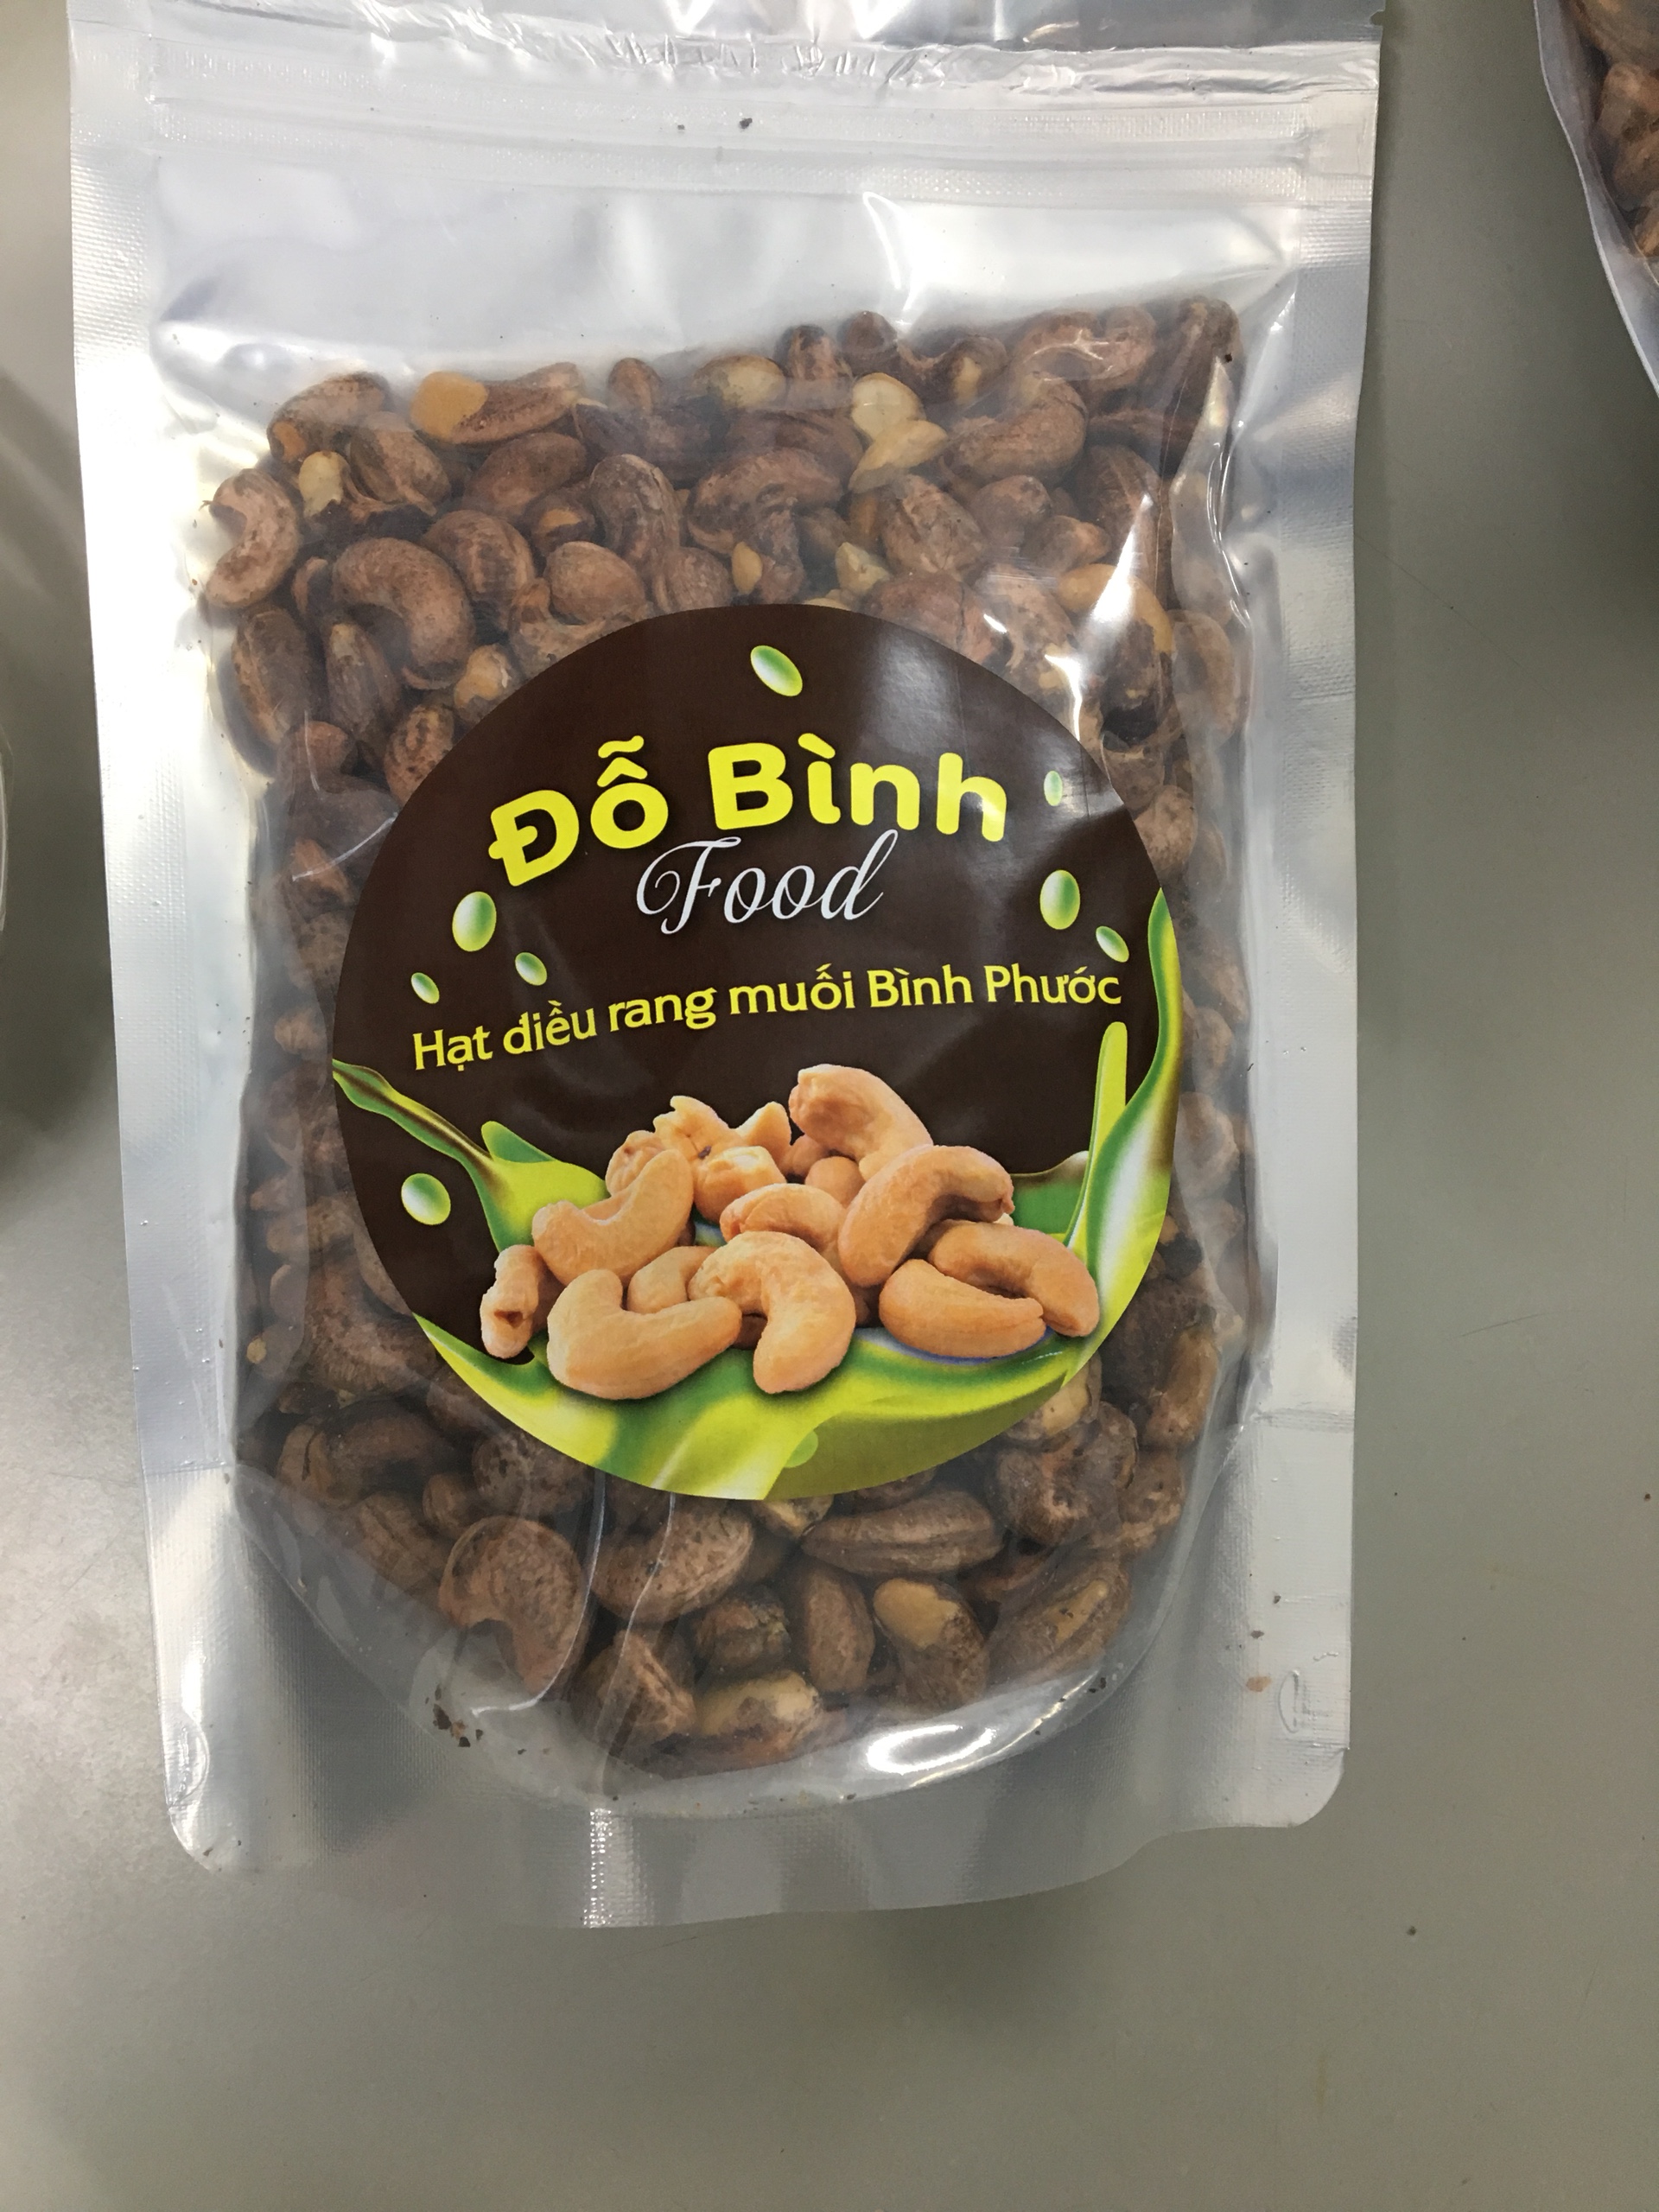 Đỗ Bình
Food
Hạt điều rang muối Bình Phước